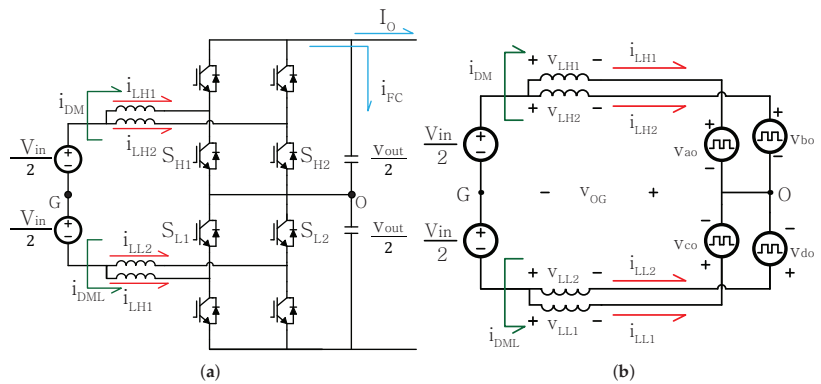 I_O
i_FC
i_DM
i_LH1
i_LH2
V_in/2
G
V_in/2
S_H1
S_H2
V_out/2
O
S_L1
S_L2
V_out/2
i_LL2
i_DML
i_LH1
(a)
i_DM
+ v_LH1 −
+ v_LH2 −
i_LH1
i_LH2
V_in/2
+
−
v_ao
+
−
v_bo
G
− v_OG +
O
V_in/2
−
v_co
+
−
v_do
+
i_DML
+ v_LL2 −
+ v_LL1 −
i_LL2
i_LL1
(b)